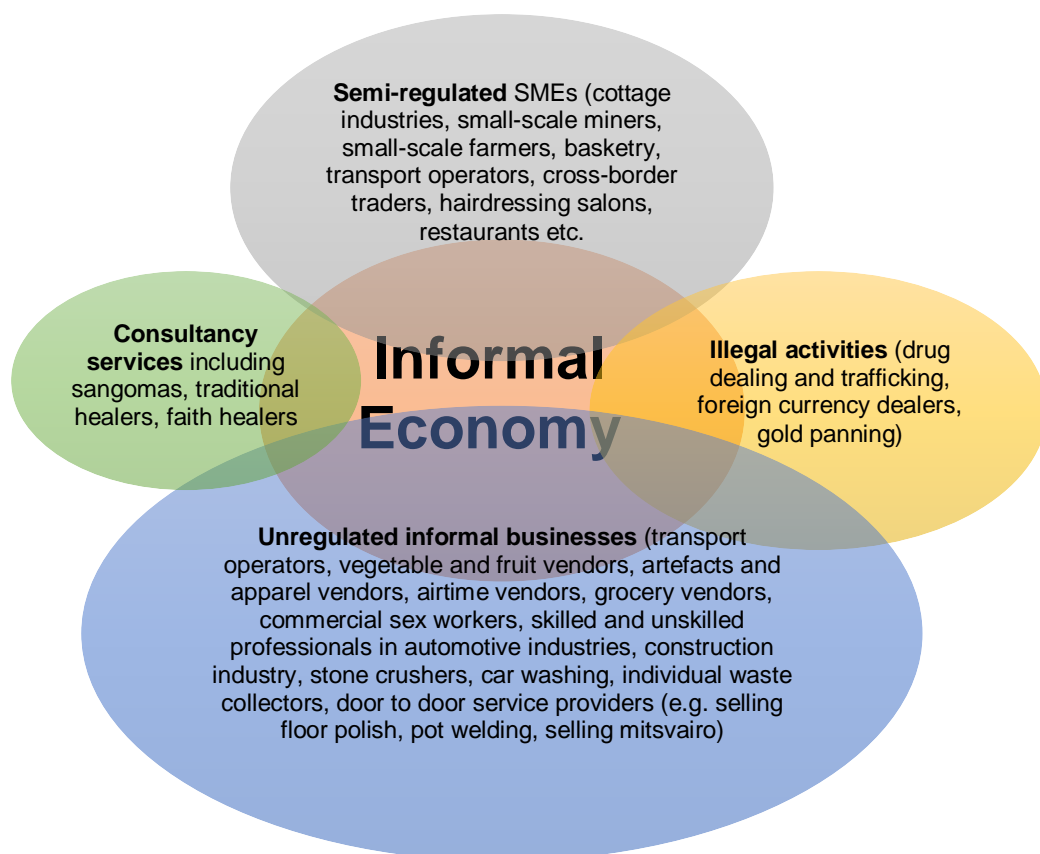 Semi-regulated SMEs (cottage
industries, small-scale miners,
small-scale farmers, basketry,
transport operators, cross-border
traders, hairdressing salons,
restaurants etc.
Consultancy
services including
sangomas, traditional
healers, faith healers
Informal
Economy
Illegal activities (drug
dealing and trafficking,
foreign currency dealers,
gold panning)
Unregulated informal businesses (transport
operators, vegetable and fruit vendors, artefacts and
apparel vendors, airtime vendors, grocery vendors,
commercial sex workers, skilled and unskilled
professionals in automotive industries, construction
industry, stone crushers, car washing, individual waste
collectors, door to door service providers (e.g. selling
floor polish, pot welding, selling mitsvairo)